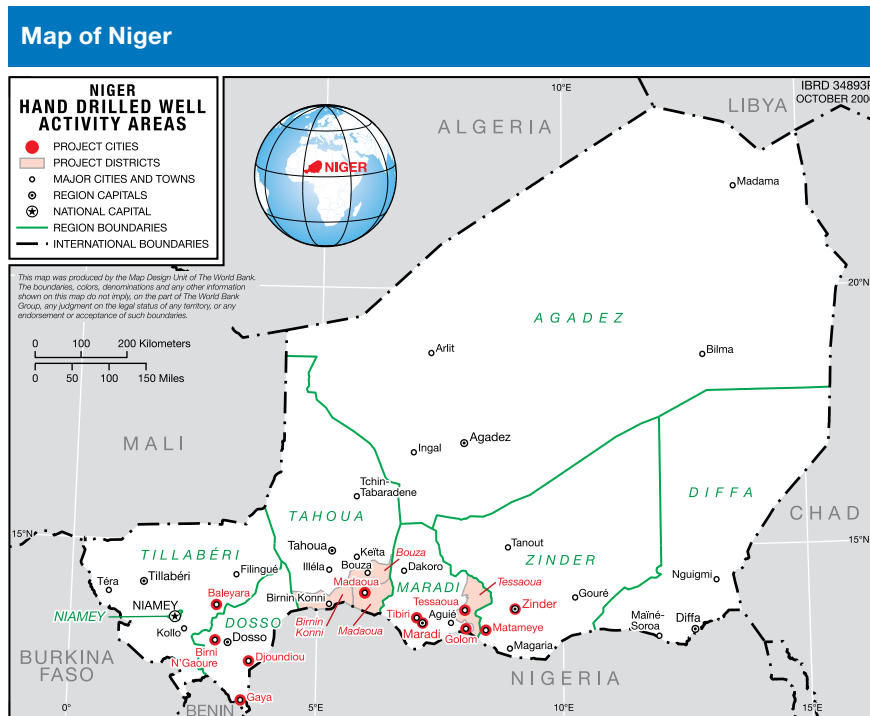 Map of Niger
NIGER
HAND DRILLED WELL
ACTIVITY AREAS
PROJECT CITIES
PROJECT DISTRICTS
MAJOR CITIES AND TOWNS
REGION CAPITALS
NATIONAL CAPITAL
REGION BOUNDARIES
INTERNATIONAL BOUNDARIES
This map was produced by the Map Design Unit of The World Bank.
The boundaries, colors, denominations and any other information
shown on this map do not imply, on the part of The World Bank
Group, any judgment on the legal status of any territory, or any
endorsement or acceptance of such boundaries.
0 100 200 Kilometers
0 50 100 150 Miles
NIGER
10°E
IBRD 34893R
OCTOBER 200
LIBYA
ALGERIA
Madama
20°N
AGADEZ
Arlit
Bilma
MALI
Ingal
Agadez
Tchin-
Tabaradene
DIFFA
CHAD
TAHOUA
15°N
15°N
TILLABÉRI
Tahoua
Keïta
Bouza
Tanout
ZINDER
Filingué
Illéla
Bouza
Dakoro
Tessaoua
Nguigmi
Téra
Tillabéri
Madaoua
MARADI
Gouré
Baleyara
Birnin Konni
Tessaoua
Zinder
NIAMEY
NIAMEY
Tibiri
Aguié
Maïné-
Soroa
Diffa
DOSSO
Birnin
Konni
Madaoua
Maradi
Golom
Matameye
Kollo
Dosso
Magaria
Birni
N'Gaoure
Djoundiou
BURKINA
FASO
NIGERIA
Gaya
BENIN
0°
5°E
10°E
15°E